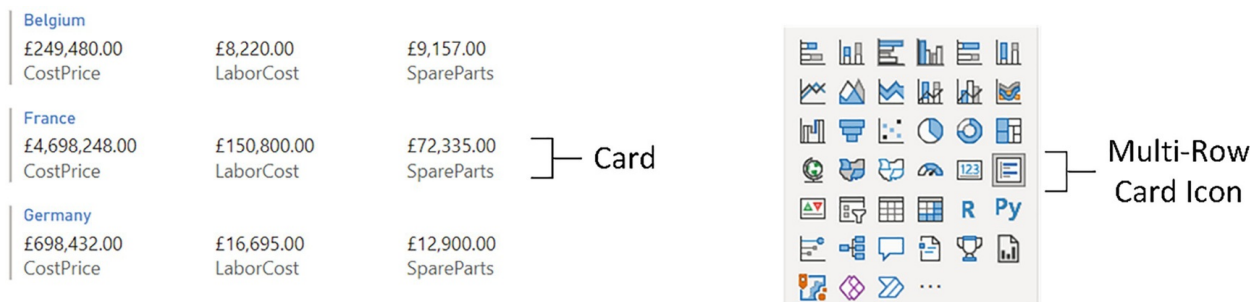 Belgium
£249,480.00 £8,220.00 £9,157.00
CostPrice LaborCost SpareParts
France
£4,698,248.00 £150,800.00 £72,335.00
CostPrice LaborCost SpareParts
Germany
£698,432.00 £16,695.00 £12,900.00
CostPrice LaborCost SpareParts
Card
123
R Py
Multi-Row
Card Icon